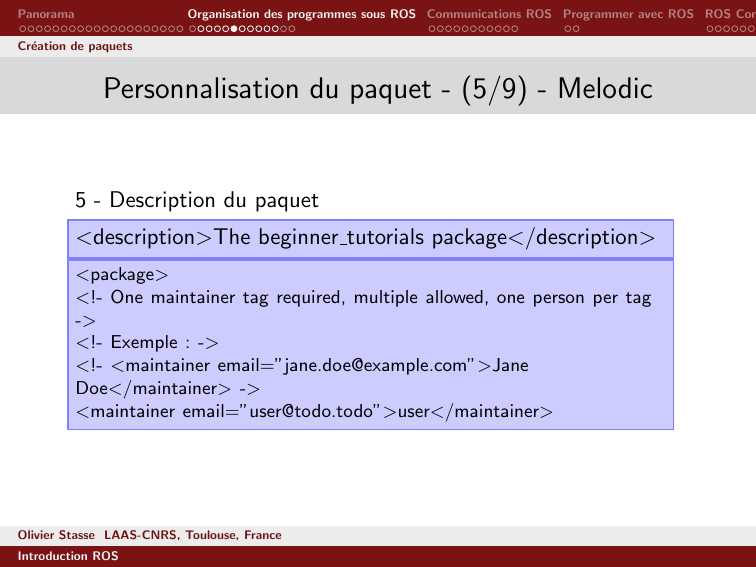 Panorama Organisation des programmes sous ROS Communications ROS Programmer avec ROS ROS Con
Création de paquets
Personnalisation du paquet - (5/9) - Melodic
5 - Description du paquet
<description>The beginner_tutorials package</description>
<package>
<!- One maintainer tag required, multiple allowed, one person per tag
->
<!- Exemple : ->
<!- <maintainer email="jane.doe@example.com">Jane
Doe</maintainer> ->
<maintainer email="user@todo.todo">user</maintainer>
Olivier Stasse LAAS-CNRS, Toulouse, France
Introduction ROS